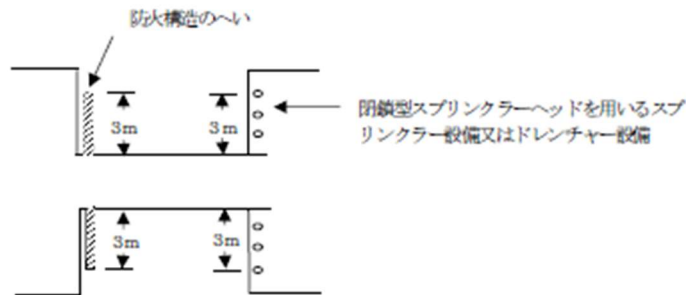 防火構造のへい
3m
3m
閉鎖型スプリンクラーヘッドを用いるスプ
リンクラー設備又はドレンチャー設備
3m
3m